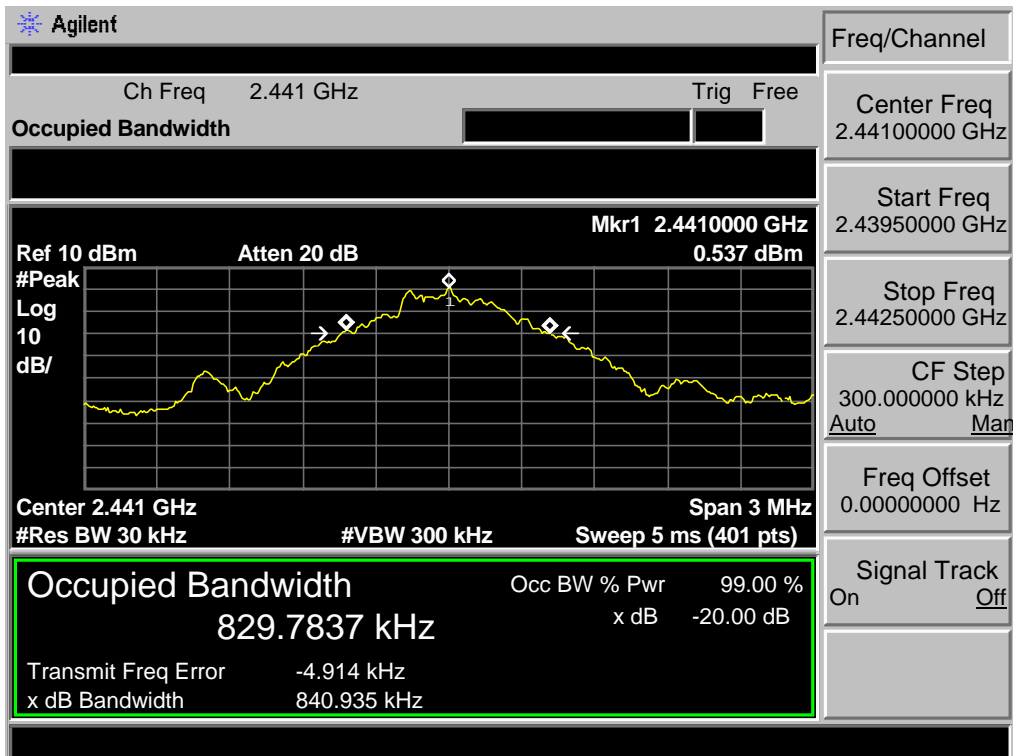 Agilent
Freq/Channel
Ch Freq 2.441 GHz Trig Free
Occupied Bandwidth
Center Freq
2.44100000 GHz
Start Freq
2.43950000 GHz
Stop Freq
2.44250000 GHz
CF Step
300.000000 kHz
Auto Man
Freq Offset
0.00000000 Hz
Signal Track
On Off
Mkr1 2.4410000 GHz
Ref 10 dBm Atten 20 dB 0.537 dBm
#Peak
Log
10
dB/
1
Center 2.441 GHz Span 3 MHz
#Res BW 30 kHz #VBW 300 kHz Sweep 5 ms (401 pts)
Occupied Bandwidth Occ BW % Pwr 99.00 %
829.7837 kHz x dB -20.00 dB
Transmit Freq Error -4.914 kHz
x dB Bandwidth 840.935 kHz